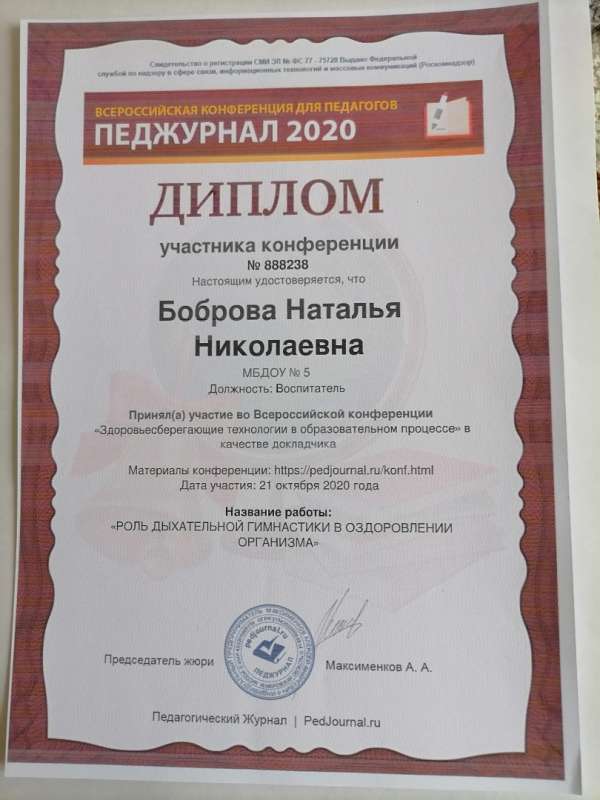 Свидетельство о регистрации СМИ ЭЛ № ФС 77 - 75728 Выдано Федеральной
службой по надзору в сфере связи, информационных технологий и массовых коммуникаций (Роскомнадзор)
ВСЕРОССИЙСКАЯ КОНФЕРЕНЦИЯ ДЛЯ ПЕДАГОГОВ
ПЕДЖУРНАЛ 2020
ДИПЛОМ
участника конференции
№ 888238
Настоящим удостоверяется, что
Боброва Наталья
Николаевна
МБДОУ № 5
Должность: Воспитатель
Принял(а) участие во Всероссийской конференции
«Здоровьесберегающие технологии в образовательном процессе» в
качестве докладчика
Материалы конференции: https://pedjournal.ru/konf.html
Дата участия: 21 октября 2020 года
Название работы:
«РОЛЬ ДЫХАТЕЛЬНОЙ ГИМНАСТИКИ В ОЗДОРОВЛЕНИИ
ОРГАНИЗМА»
pedjournal.ru
ПЕДЖУРНАЛ
Председатель жюри
Максименков А. А.
Педагогический Журнал | PedJournal.ru